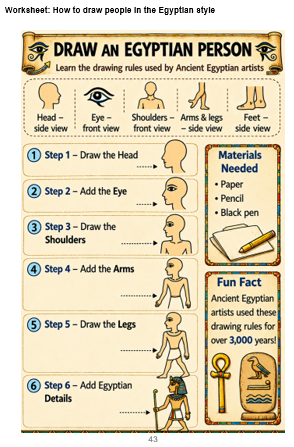 Worksheet: How to draw people in the Egyptian style
DRAW AN EGYPTIAN PERSON
Learn the drawing rules used by Ancient Egyptian artists
Head –
side view
Eye –
front view
Shoulders –
front view
Arms & legs
– side view
Feet –
side view
1 Step 1 – Draw the Head
2 Step 2 – Add the Eye
3 Step 3 – Draw the
Shoulders
4 Step 4 – Add the Arms
5 Step 5 – Draw the Legs
6 Step 6 – Add Egyptian
Details
Materials
Needed
• Paper
• Pencil
• Black pen
Fun Fact
Ancient Egyptian
artists used these
drawing rules for
over 3,000 years!
43